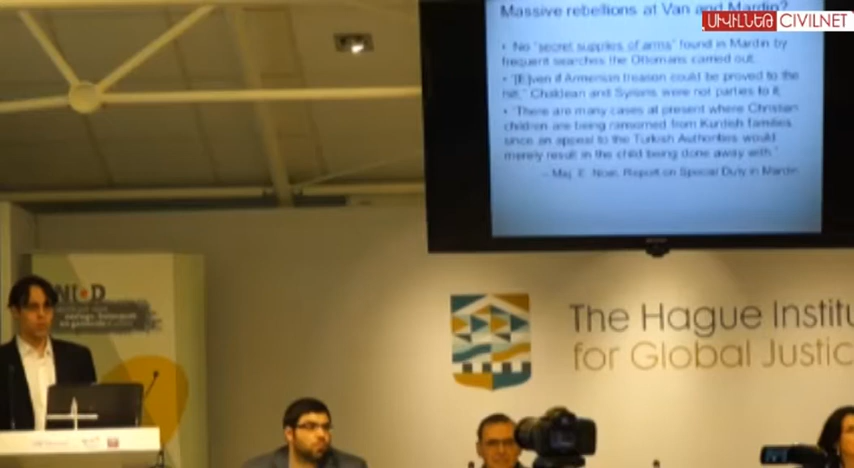 Massive rebellions at Van and Mardin?
ՍԻՎԻԼՆԵԹ CIVILNET
• No "secret supplies of arms" found in Mardin by
frequent searches the Ottomans carried out.
• "[E]ven if Armenian treason could be proved to the
hilt," Chaldean and Syrians were not parties to it.
• "There are many cases at present where Christian
children are being ransomed from Kurdish families
since an appeal to the Turkish Authorities would
merely result in the child being done away with."
– Maj. E. Noel, Report on Special Duty in Mardin
NIOD
The Hague Institu
for Global Justic